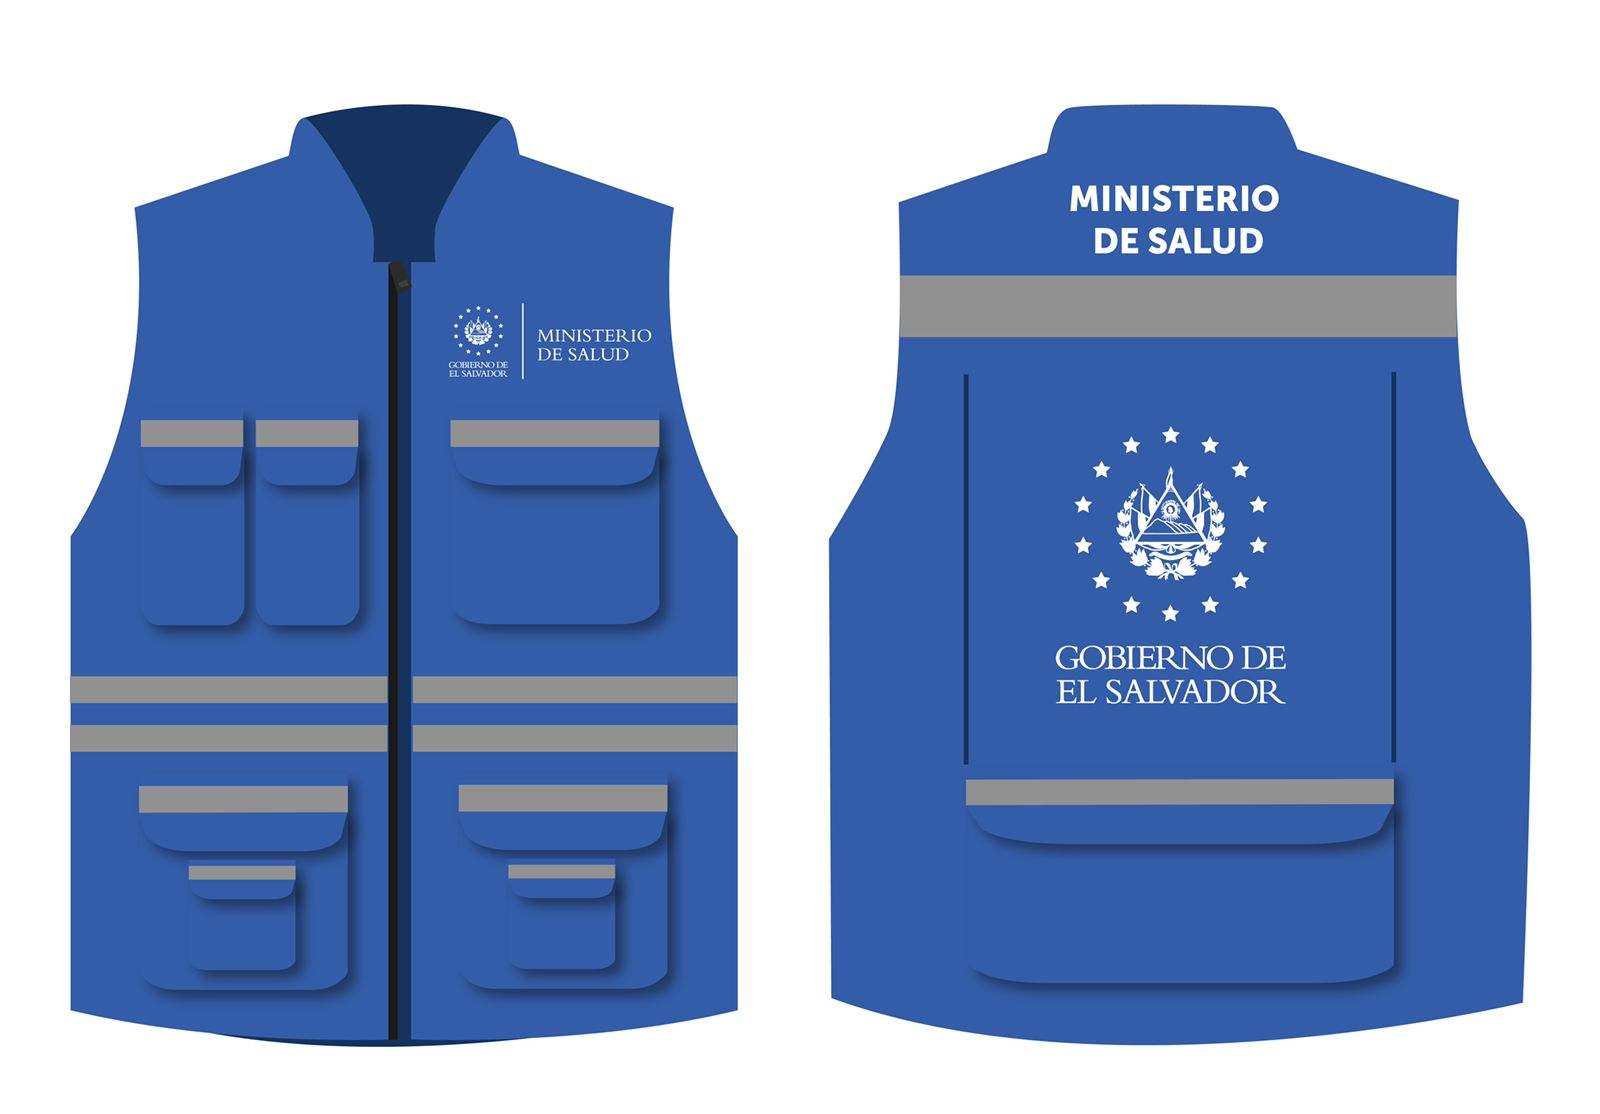 GOBIERNO DE
EL SALVADOR
MINISTERIO
DE SALUD
MINISTERIO
DE SALUD
GOBIERNO DE
EL SALVADOR